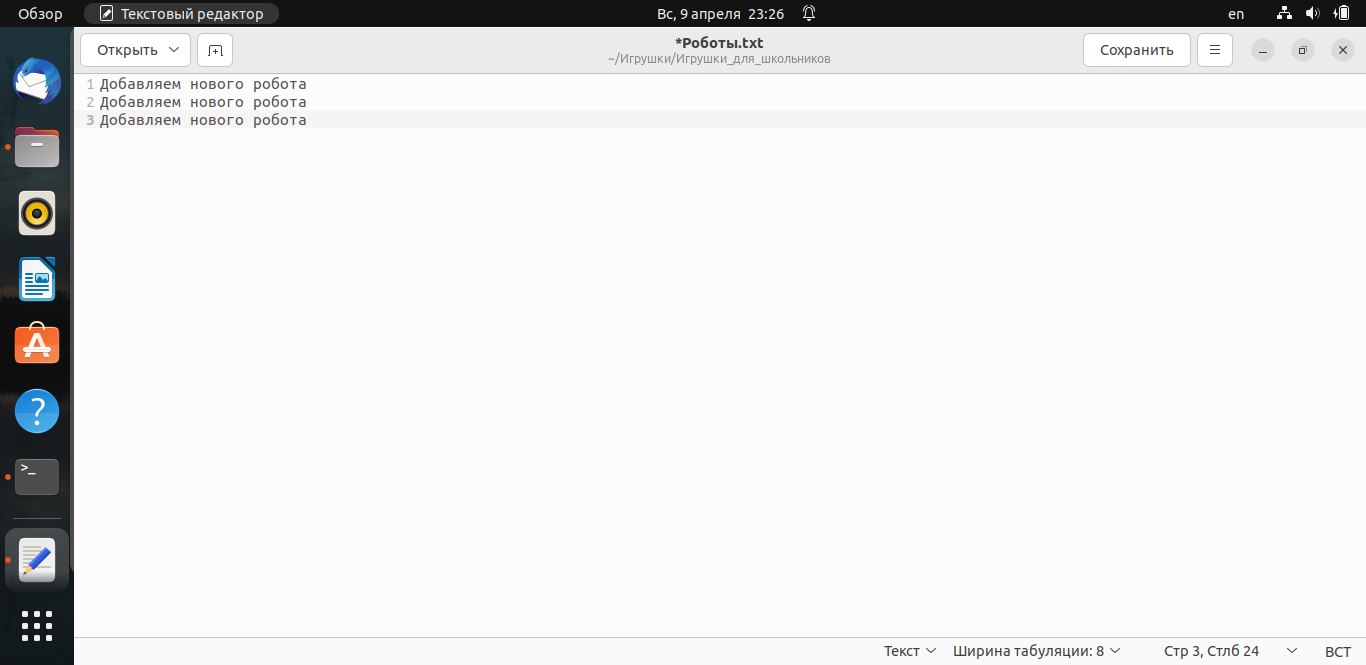 Обзор Текстовый редактор Вс, 9 апреля 23:26 en
Открыть *Роботы.txt Сохранить
~/Игрушки/Игрушки_для_школьников
1 Добавляем нового робота
2 Добавляем нового робота
3 Добавляем нового робота
>_
Текст Ширина табуляции: 8 Стр 3, Стлб 24 ВСТ